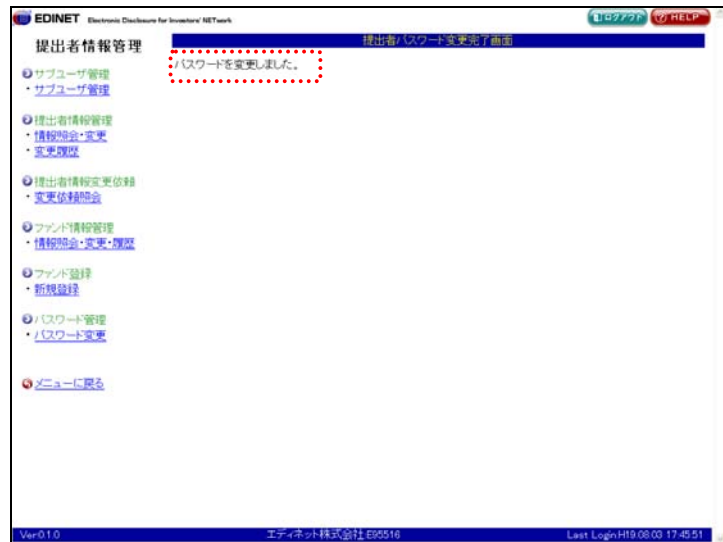 EDINET Electronic Disclosure for Investors' NETwork
ログアウト HELP
提出者情報管理
提出者パスワード変更完了画面
パスワードを変更しました。
サブユーザ管理
・サブユーザ管理
提出者情報管理
・情報照会・変更
・変更履歴
提出者情報変更依頼
・変更依頼照会
ファンド情報管理
・情報照会・変更・履歴
ファンド登録
・新規登録
パスワード管理
・パスワード変更
メニューに戻る
Ver0.1.0 エディネット株式会社:E95516 Last Login:H19.08.03 17:45:51